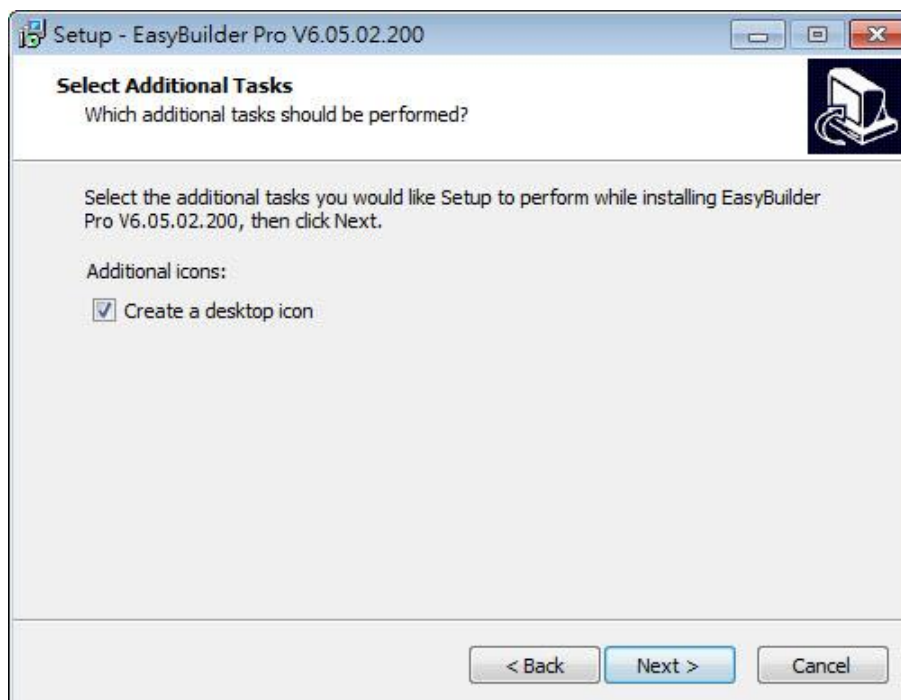 Setup - EasyBuilder Pro V6.05.02.200
Select Additional Tasks
Which additional tasks should be performed?
Select the additional tasks you would like Setup to perform while installing EasyBuilder
Pro V6.05.02.200, then click Next.
Additional icons:
Create a desktop icon
< Back
Next >
Cancel